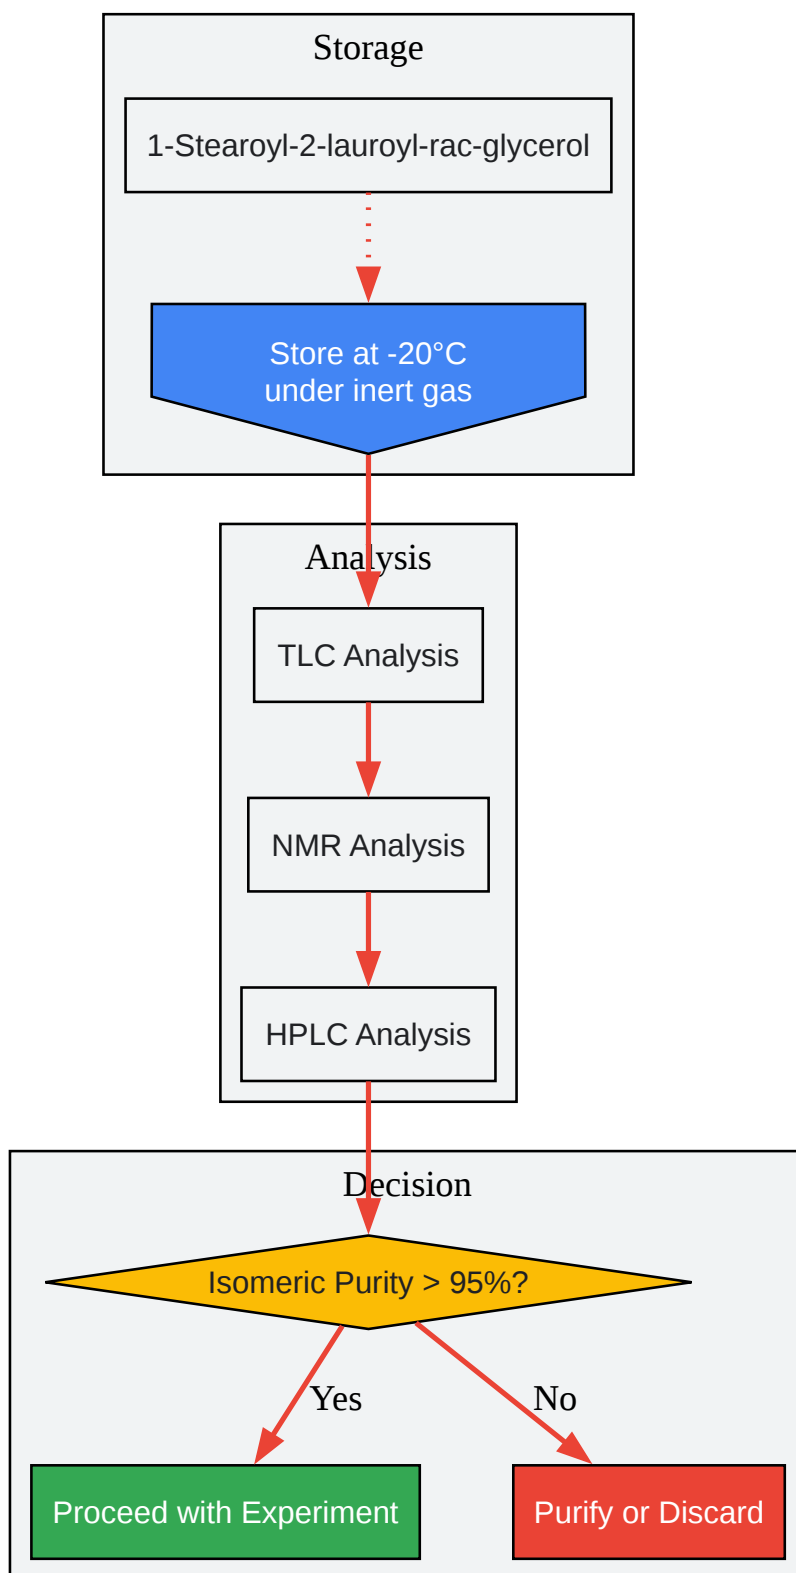 Storage
1-Stearoyl-2-lauroyl-rac-glycerol
Store at -20°C
under inert gas
Analysis
TLC Analysis
NMR Analysis
HPLC Analysis
Decision
Isomeric Purity > 95%?
Yes
No
Proceed with Experiment
Purify or Discard